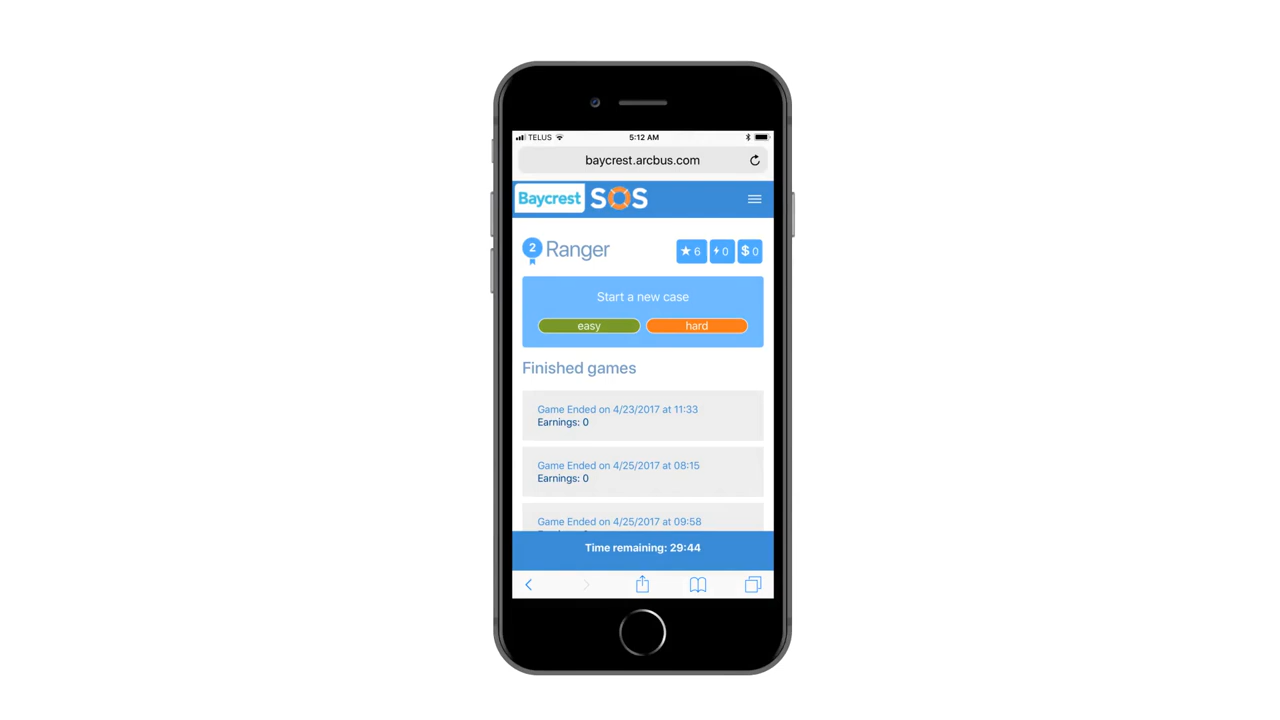 TELUS 5:12 AM
baycrest.arcbus.com
Baycrest SOS
2 Ranger 6 0 $ 0
Start a new case
easy hard
Finished games
Game Ended on 4/23/2017 at 11:33
Earnings: 0
Game Ended on 4/25/2017 at 08:15
Earnings: 0
Game Ended on 4/25/2017 at 09:58
Time remaining: 29:44